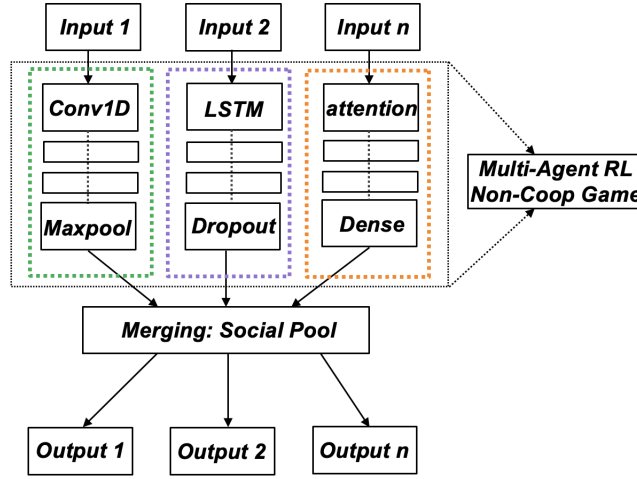 Input 1
Input 2
Input n
Conv1D
LSTM
attention
Multi-Agent RL
Non-Coop Game
Maxpool
Dropout
Dense
Merging: Social Pool
Output 1
Output 2
Output n